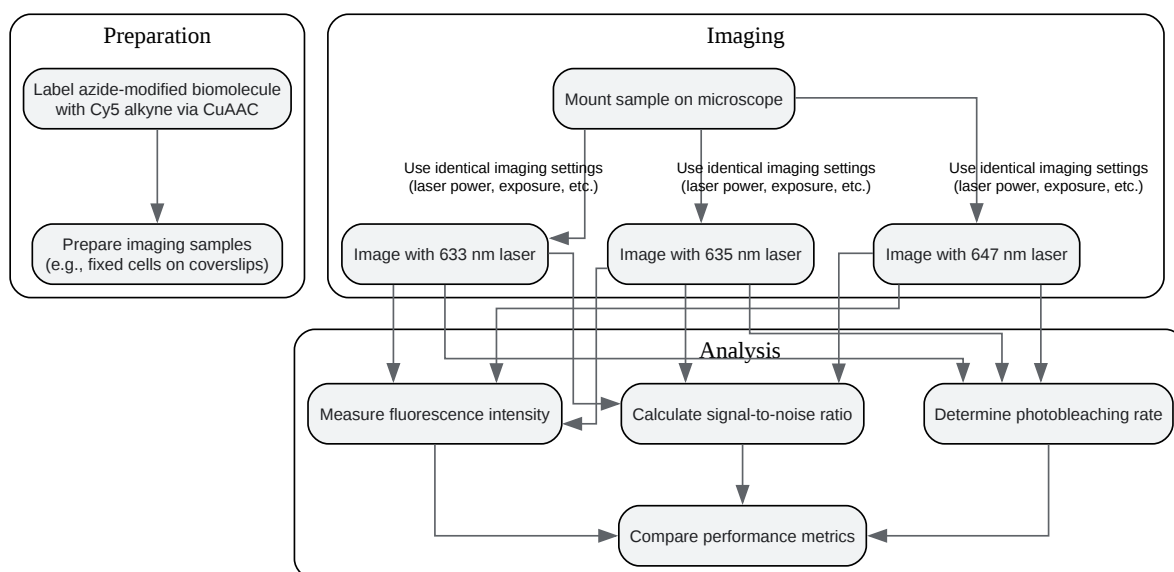 Preparation
Label azide-modified biomolecule
with Cy5 alkyne via CuAAC
Prepare imaging samples
(e.g., fixed cells on coverslips)
Imaging
Mount sample on microscope
Use identical imaging settings
(laser power, exposure, etc.)
Use identical imaging settings
(laser power, exposure, etc.)
Use identical imaging settings
(laser power, exposure, etc.)
Image with 633 nm laser
Image with 635 nm laser
Image with 647 nm laser
Analysis
Measure fluorescence intensity
Calculate signal-to-noise ratio
Determine photobleaching rate
Compare performance metrics